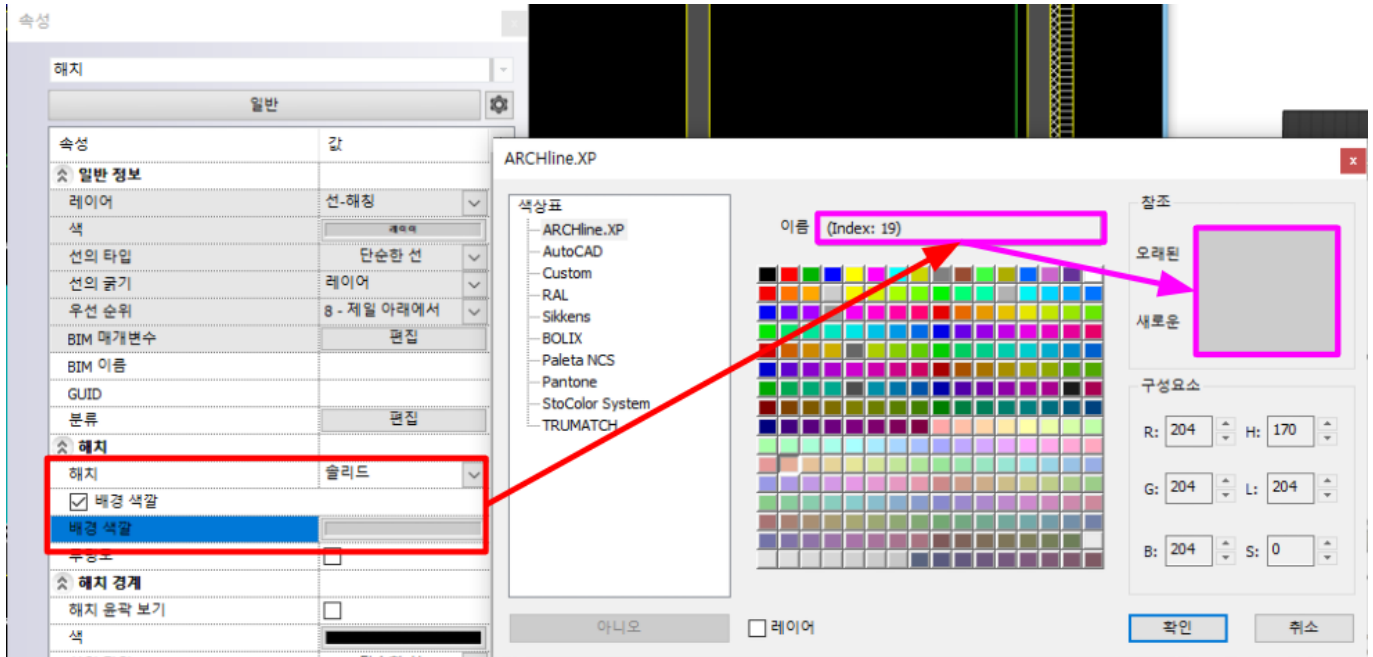 속성
해치
일반
속성 값
일반 정보
레이어 선-해칭
색 레이어
선의 타입 단순한 선
선의 굵기 레이어
우선 순위 8 - 제일 아래에서
BIM 매개변수 편집
BIM 이름
GUID
분류 편집
해치
해치 솔리드
배경 색깔
배경 색깔
투명도
해치 경계
해치 윤곽 보기
색
ARCHline.XP
x
색상표
ARCHline.XP
AutoCAD
Custom
RAL
Sikkens
BOLIX
Paleta NCS
Pantone
StoColor System
TRUMATCH
이름 (Index: 19)
참조
오래된
새로운
구성요소
R: 204 H: 170
G: 204 L: 204
B: 204 S: 0
아니오
레이어
확인
취소